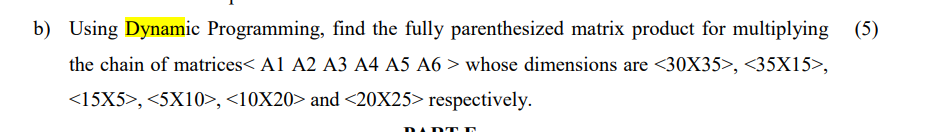 b) Using Dynamic Programming, find the fully parenthesized matrix product for multiplying (5)
the chain of matrices< A1 A2 A3 A4 A5 A6 > whose dimensions are <30X35>, <35X15>,
<15X5>, <5X10>, <10X20> and <20X25> respectively.